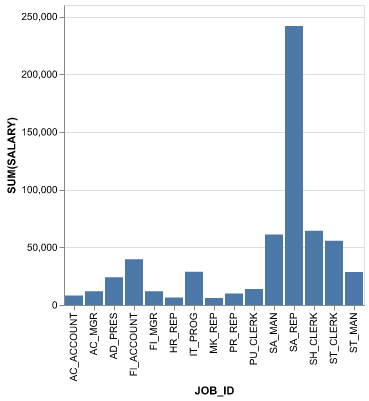 SUM(SALARY)
250,000
200,000
150,000
100,000
50,000
0
AC_ACCOUNT
AC_MGR
AD_PRES
FI_ACCOUNT
FI_MGR
HR_REP
IT_PROG
MK_REP
PR_REP
PU_CLERK
SA_MAN
SA_REP
SH_CLERK
ST_CLERK
ST_MAN
JOB_ID